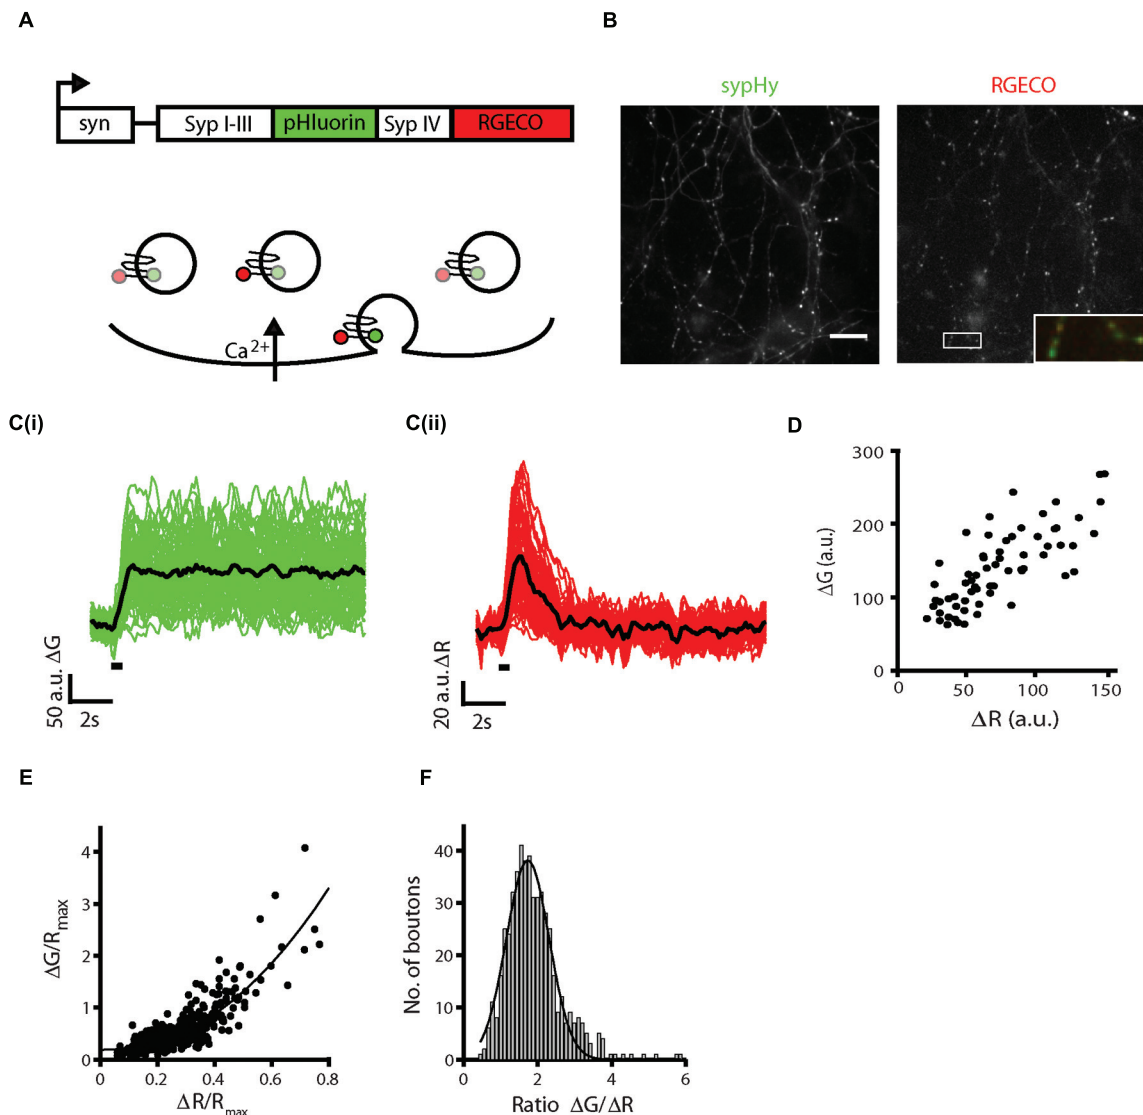 A
B
syn
Syp I-III
pHluorin
Syp IV
RGECO
Ca2+
sypHy
RGECO
C(i)
50 a.u. ΔG
2s
C(ii)
20 a.u.ΔR
2s
D
300
200
100
0
ΔG (a.u.)
0
50
100
150
ΔR (a.u.)
E
4
3
2
1
0
ΔG/Rmax
0
0.2
0.4
0.6
0.8
ΔR/Rmax
F
40
30
20
10
0
No. of boutons
0
2
4
6
Ratio ΔG/ΔR